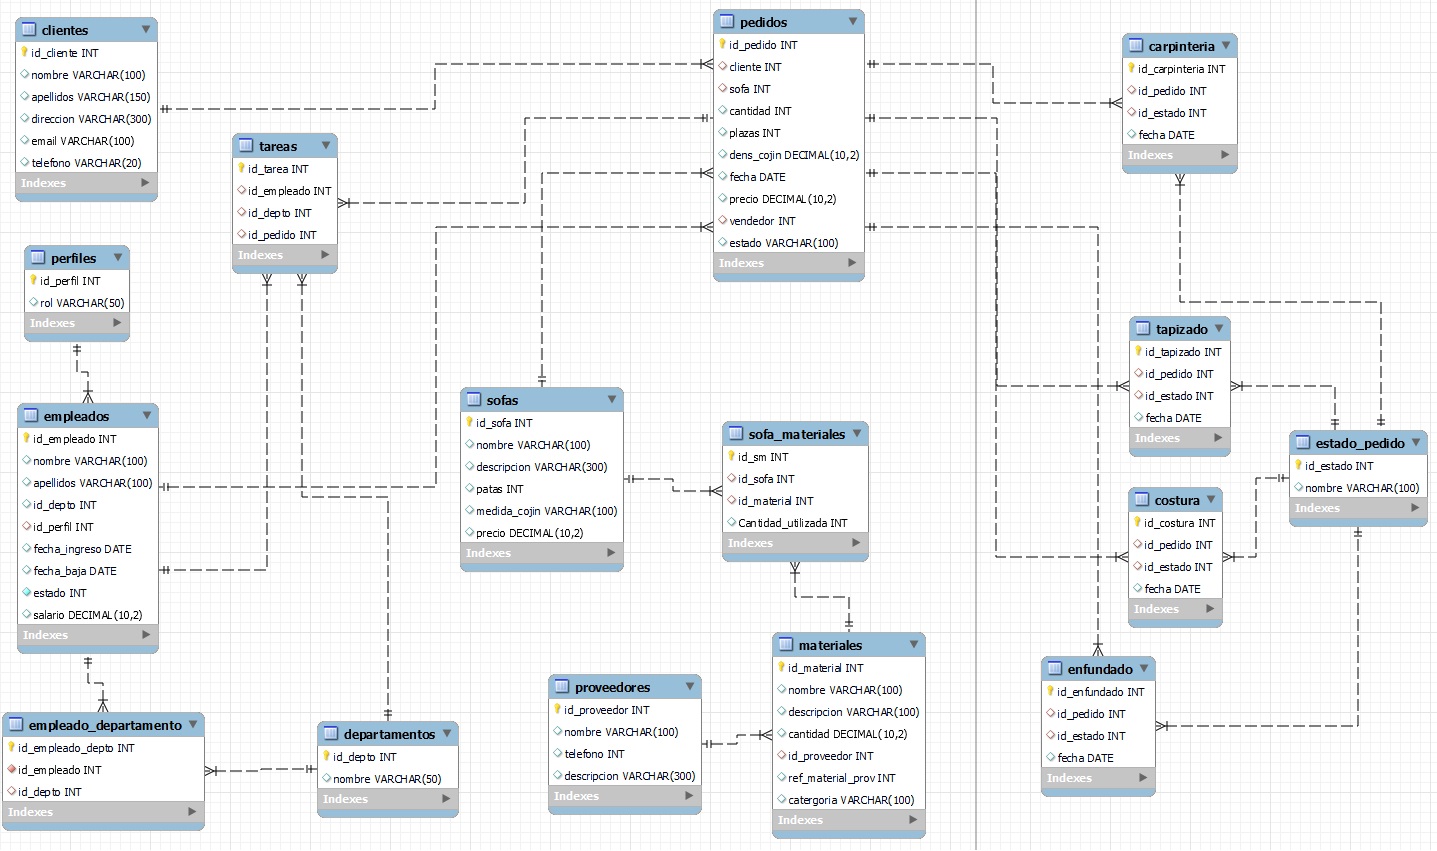 clientes
id_cliente INT
nombre VARCHAR(100)
apellidos VARCHAR(150)
direccion VARCHAR(300)
email VARCHAR(100)
telefono VARCHAR(20)
Indexes
tareas
id_tarea INT
id_empleado INT
id_depto INT
id_pedido INT
Indexes
pedidos
id_pedido INT
cliente INT
sofa INT
cantidad INT
plazas INT
dens_cojin DECIMAL(10,2)
fecha DATE
precio DECIMAL(10,2)
vendedor INT
estado VARCHAR(100)
Indexes
carpinteria
id_carpinteria INT
id_pedido INT
id_estado INT
fecha DATE
Indexes
perfiles
id_perfil INT
rol VARCHAR(50)
Indexes
tapizado
id_tapizado INT
id_pedido INT
id_estado INT
fecha DATE
Indexes
empleados
id_empleado INT
nombre VARCHAR(100)
apellidos VARCHAR(100)
id_depto INT
id_perfil INT
fecha_ingreso DATE
fecha_baja DATE
estado INT
salario DECIMAL(10,2)
Indexes
sofas
id_sofa INT
nombre VARCHAR(100)
descripcion VARCHAR(300)
patas INT
medida_cojin VARCHAR(100)
precio DECIMAL(10,2)
Indexes
sofa_materiales
id_sm INT
id_sofa INT
id_material INT
Cantidad_utilizada INT
Indexes
estado_pedido
id_estado INT
nombre VARCHAR(100)
Indexes
costura
id_costura INT
id_pedido INT
id_estado INT
fecha DATE
Indexes
materiales
id_material INT
nombre VARCHAR(100)
descripcion VARCHAR(100)
cantidad DECIMAL(10,2)
id_proveedor INT
ref_material_prov INT
catergoria VARCHAR(100)
Indexes
enfundado
id_enfundado INT
id_pedido INT
id_estado INT
fecha DATE
Indexes
proveedores
id_proveedor INT
nombre VARCHAR(100)
telefono INT
descripcion VARCHAR(300)
Indexes
empleado_departamento
id_empleado_depto INT
id_empleado INT
id_depto INT
Indexes
departamentos
id_depto INT
nombre VARCHAR(50)
Indexes